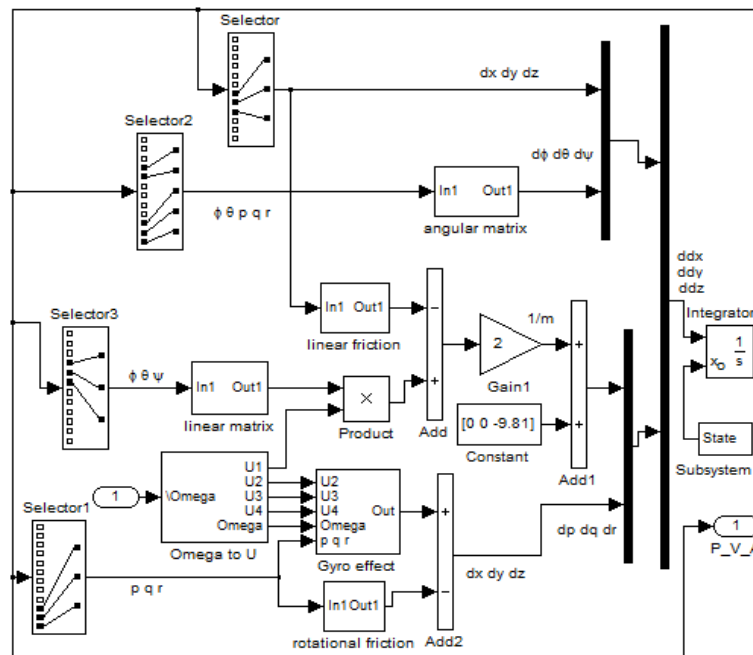 Selector
dx dy dz
Selector2
dϕ dθ dψ
In1 Out1
ϕ θ p q r
angular matrix
ddx
ddy
ddz
Selector3
In1 Out1
−
1/m
Integrator
linear friction
2
+
xo
1
s
ϕ θ ψ
In1 Out1
×
+
Gain1
linear matrix
Product
Add
[0 0 -9.81]
+
State
Constant
Subsystem
Add1
U1
Selector1
1
\Omega
U2
U3
U4
Omega
U2
U3
U4
Omega
p q r
Out
+
1
Omega to U
Gyro effect
dp dq dr
P_V_A
p q r
dx dy dz
In1 Out1
−
rotational friction
Add2